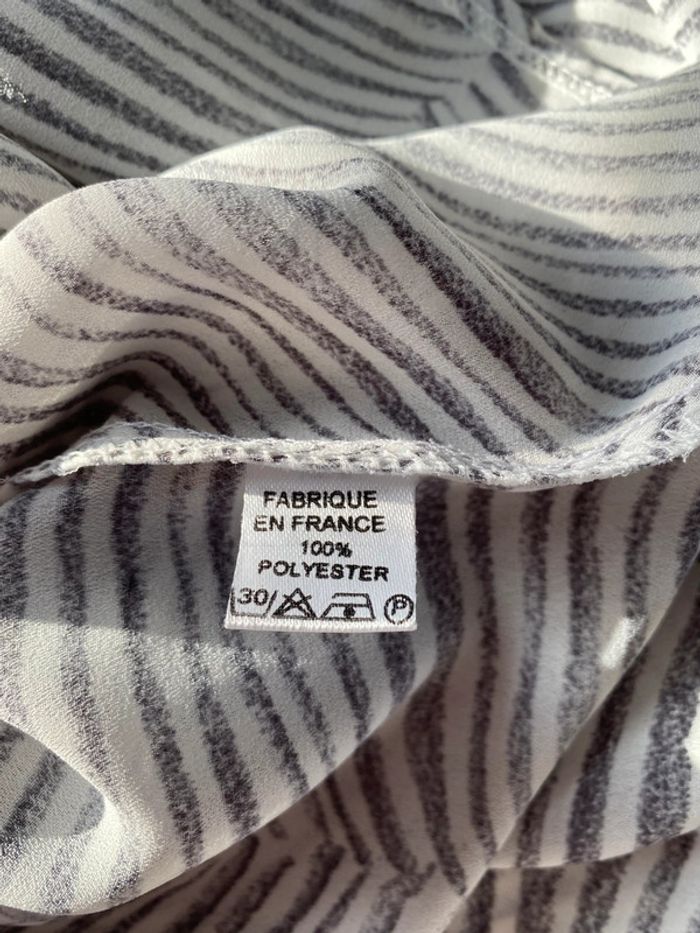 FABRIQUE
EN FRANCE
100%
POLYESTER
30 P